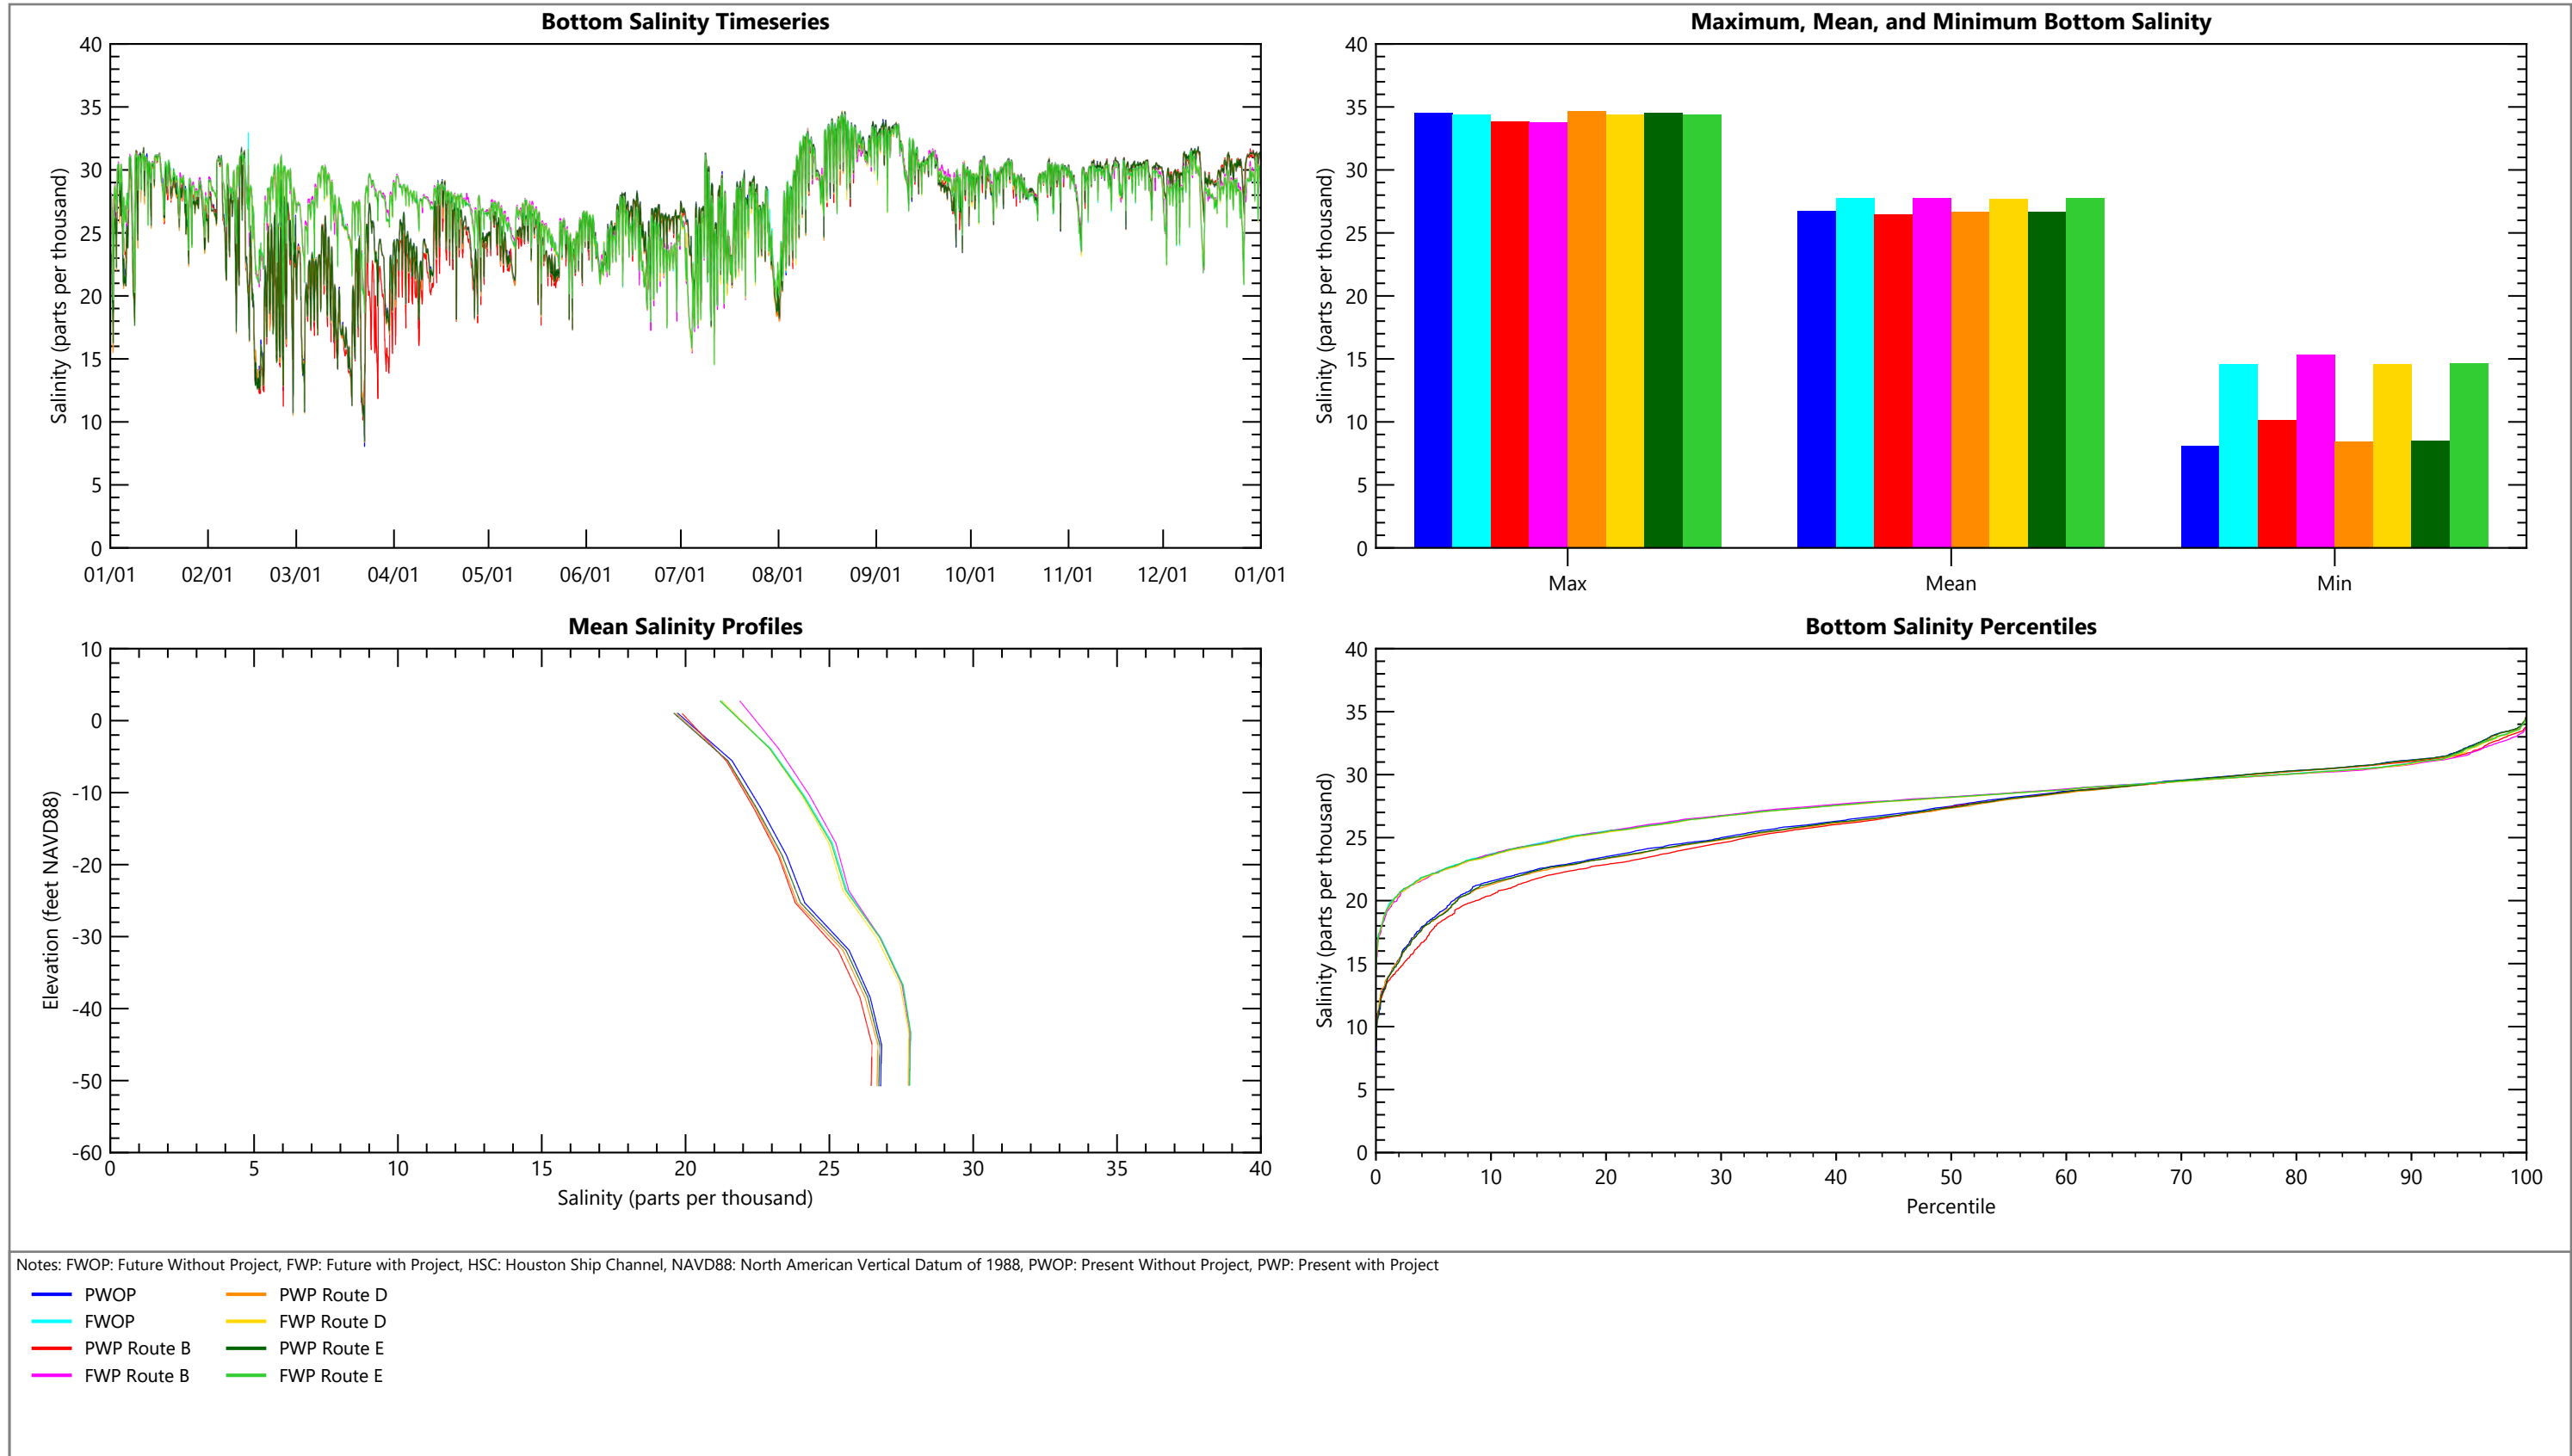 Bottom Salinity Timeseries
Salinity (parts per thousand)
40
35
30
25
20
15
10
5
0
01/01 02/01 03/01 04/01 05/01 06/01 07/01 08/01 09/01 10/01 11/01 12/01 01/01
Maximum, Mean, and Minimum Bottom Salinity
Salinity (parts per thousand)
40
35
30
25
20
15
10
5
0
Max Mean Min
Mean Salinity Profiles
Elevation (feet NAVD88)
10
0
-10
-20
-30
-40
-50
-60
0 5 10 15 20 25 30 35 40
Salinity (parts per thousand)
Bottom Salinity Percentiles
Salinity (parts per thousand)
40
35
30
25
20
15
10
5
0
0 10 20 30 40 50 60 70 80 90 100
Percentile
Notes: FWOP: Future Without Project, FWP: Future with Project, HSC: Houston Ship Channel, NAVD88: North American Vertical Datum of 1988, PWOP: Present Without Project, PWP: Present with Project
PWOP
FWOP
PWP Route B
FWP Route B
PWP Route D
FWP Route D
PWP Route E
FWP Route E